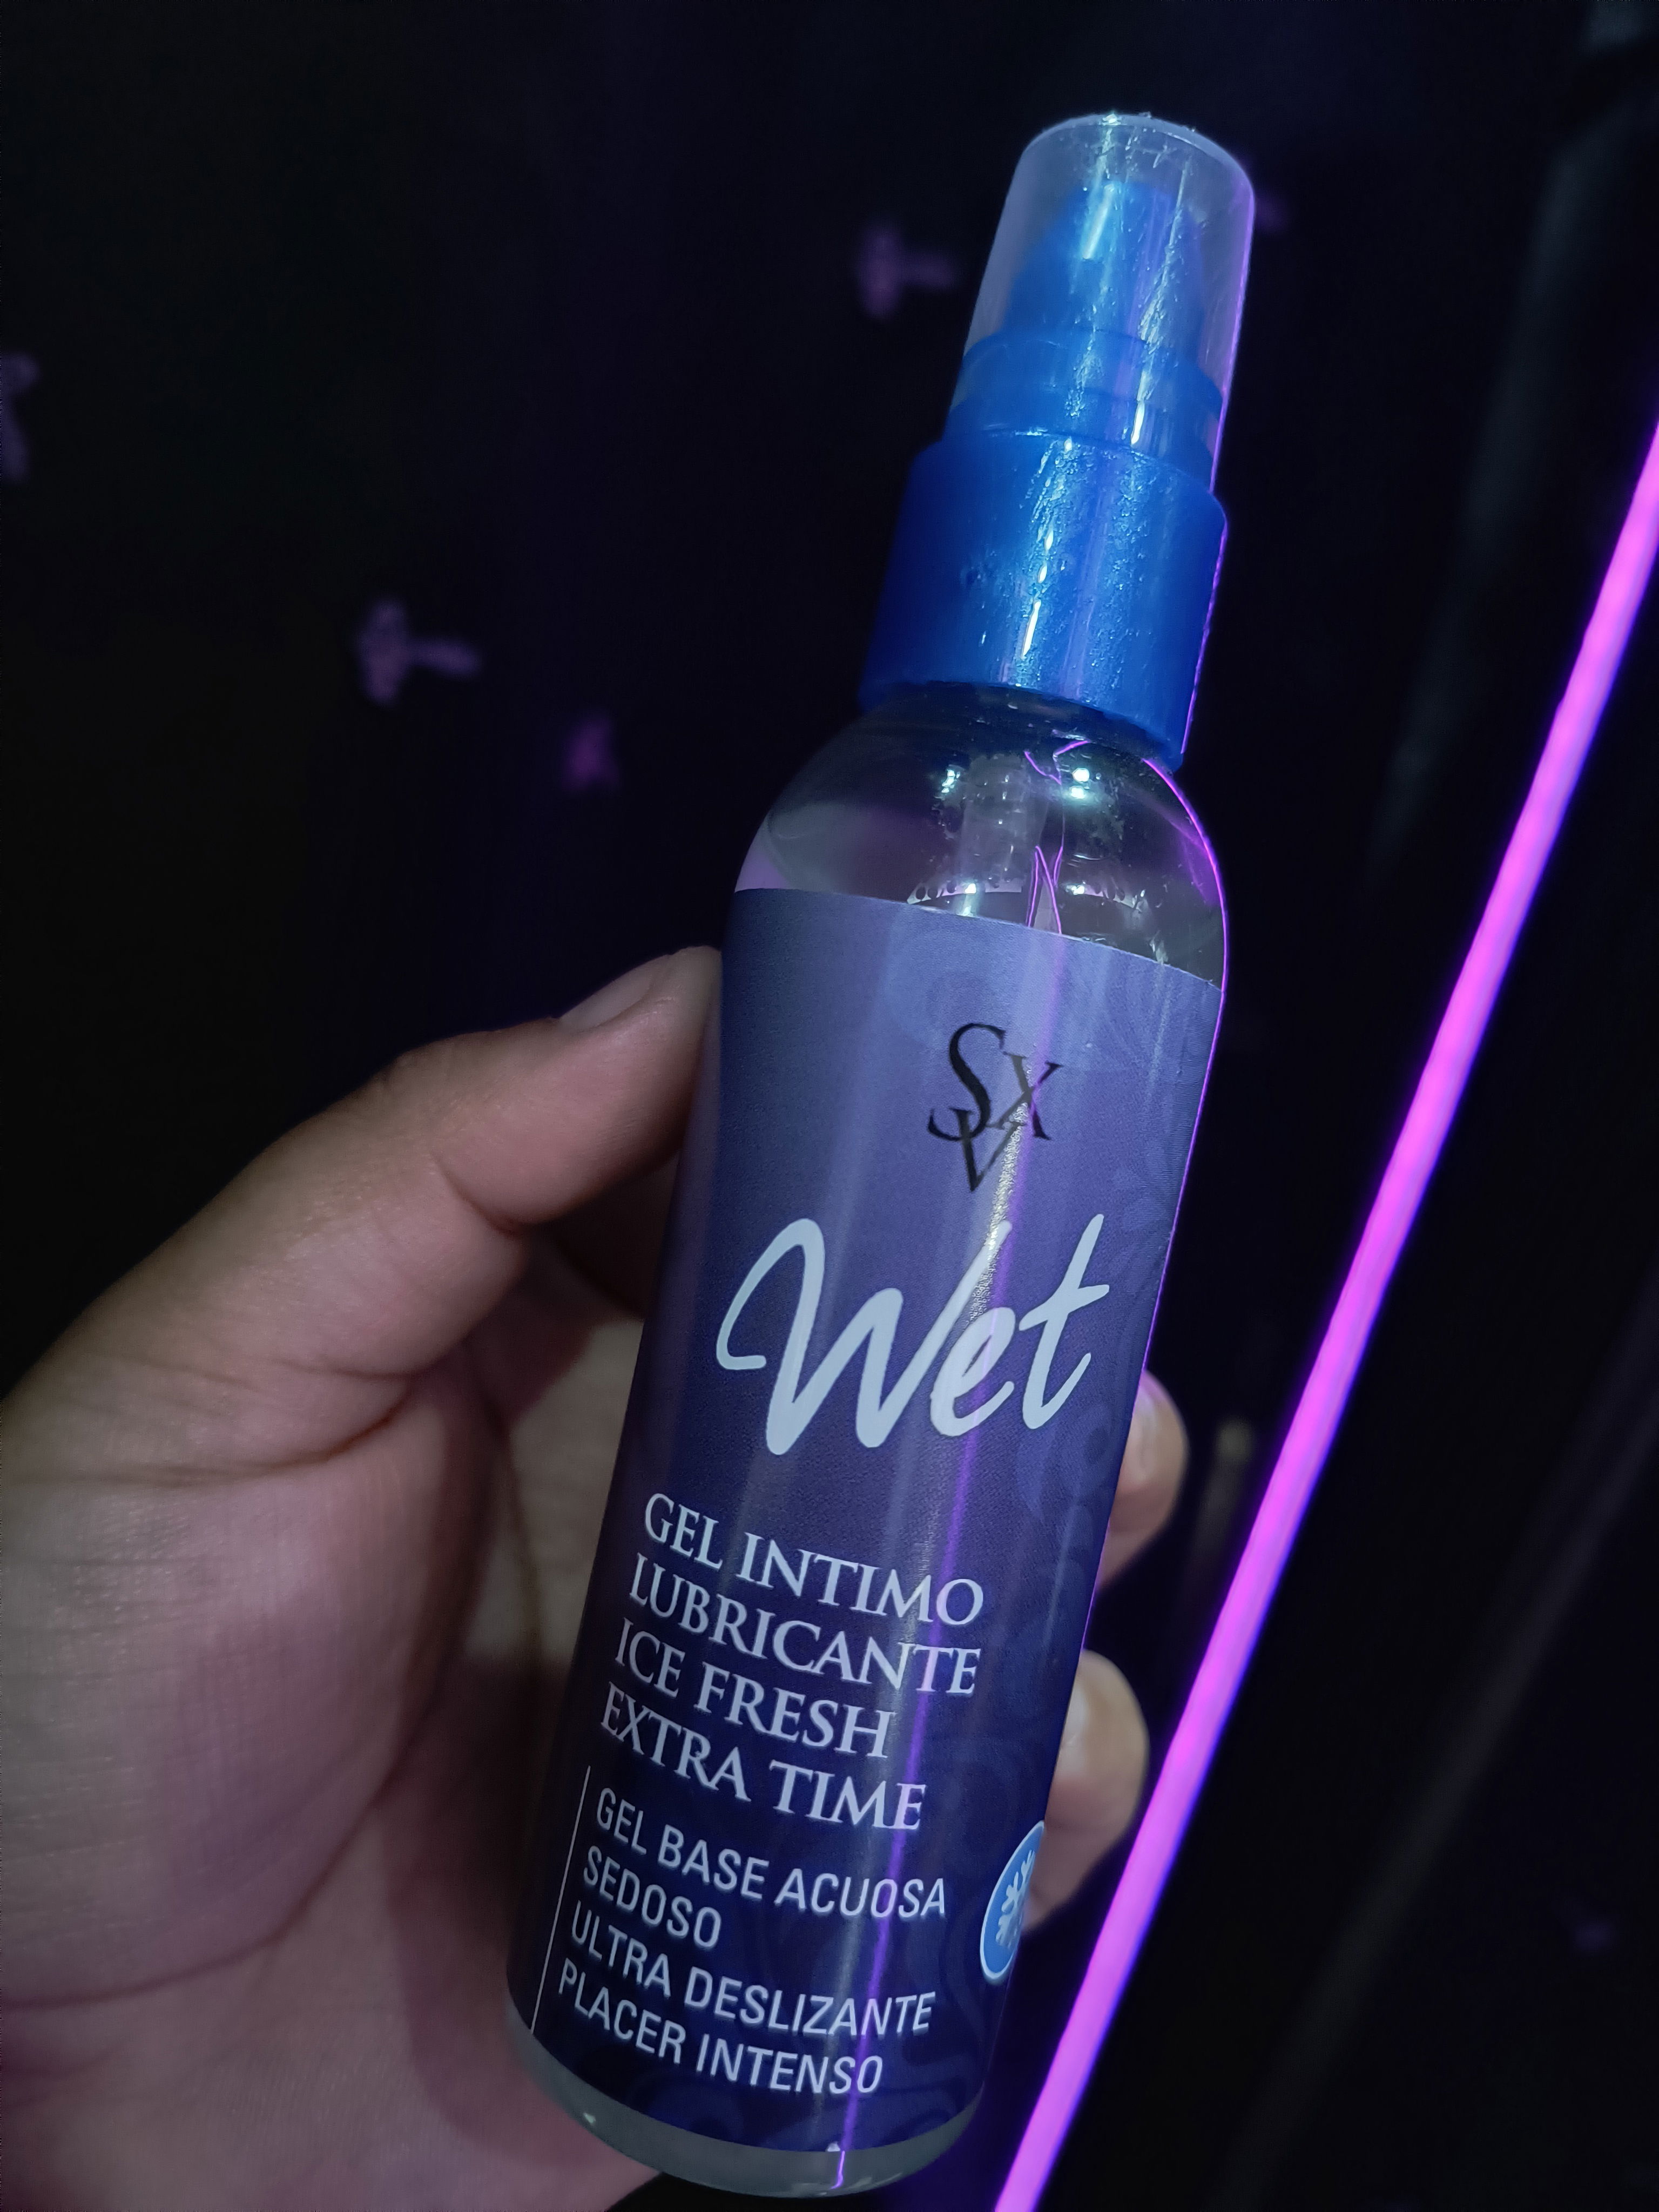 SXV
Wet
GEL INTIMO
LUBRICANTE
ICE FRESH
EXTRA TIME
GEL BASE ACUOSA
SEDOSO
ULTRA DESLIZANTE
PLACER INTENSO